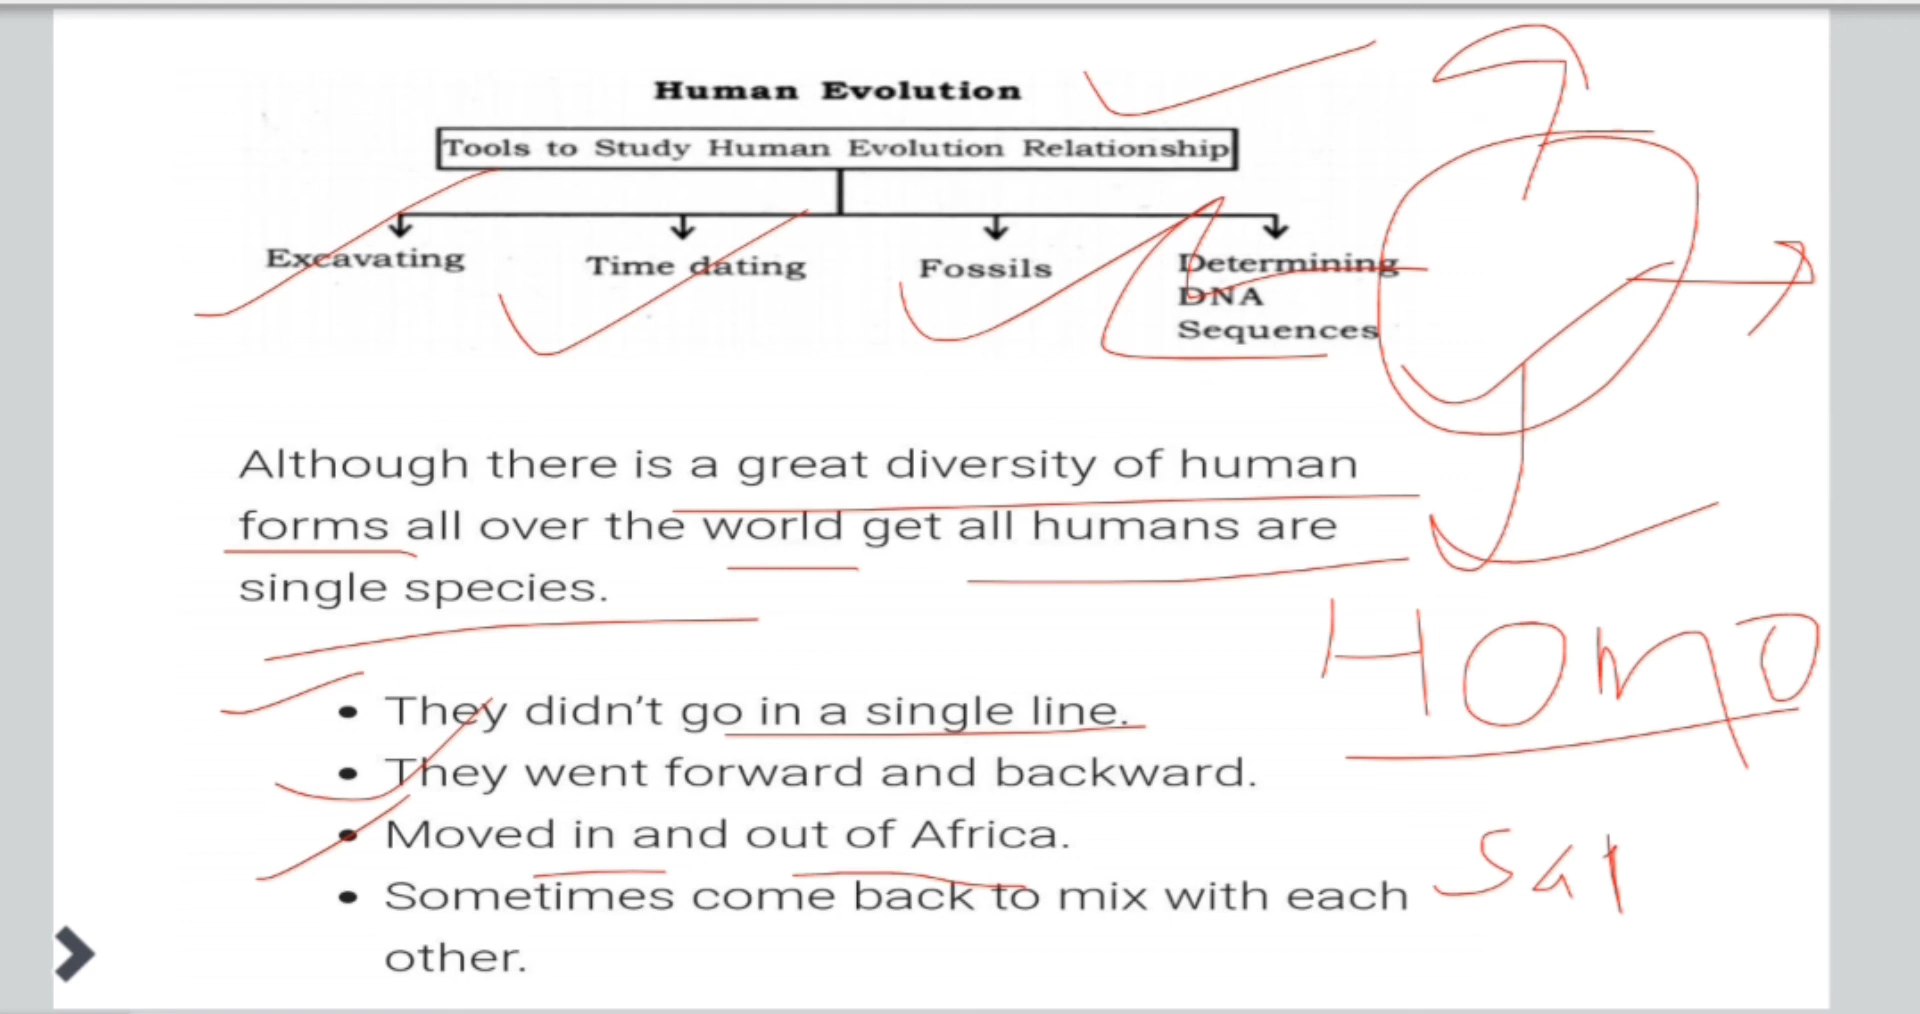 Human Evolution
Tools to Study Human Evolution Relationship
Excavating
Time dating
Fossils
Determining
DNA
Sequences
Although there is a great diversity of human
forms all over the world get all humans are
single species.
• They didn't go in a single line.
• They went forward and backward.
• Moved in and out of Africa.
• Sometimes come back to mix with each
other.
Homo